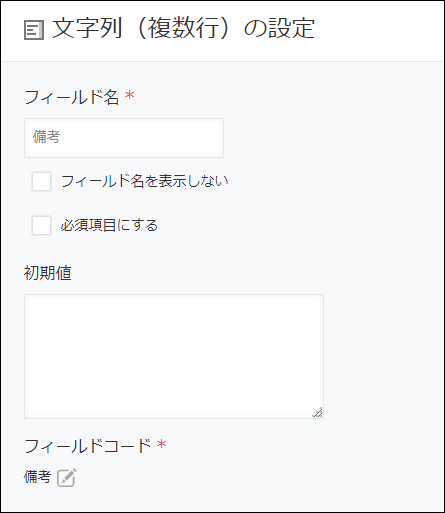 文字列（複数行）の設定
フィールド名 *
備考
フィールド名を表示しない
必須項目にする
初期値
フィールドコード *
備考